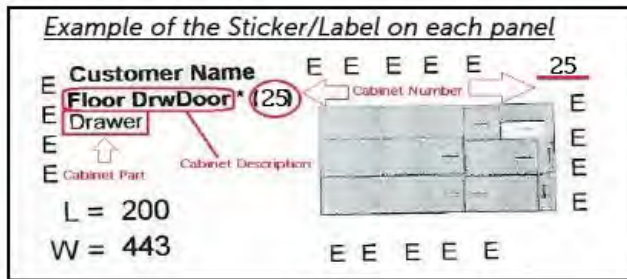 Example of the Sticker/Label on each panel
E E E E E
25
Customer Name
E
Floor DrwDoor * (25)
Cabinet Number
E
E
Drawer
E
E
Cabinet Description
E
E Cabinet Part
E
L = 200
E
W = 443
E E E E E